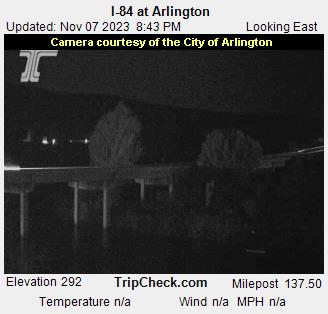 I-84 at Arlington
Updated: Nov 07 2023 8:43 PM Looking East
Camera courtesy of the City of Arlington
Elevation 292 TripCheck.com Milepost 137.50
Temperature n/a Wind n/a MPH n/a